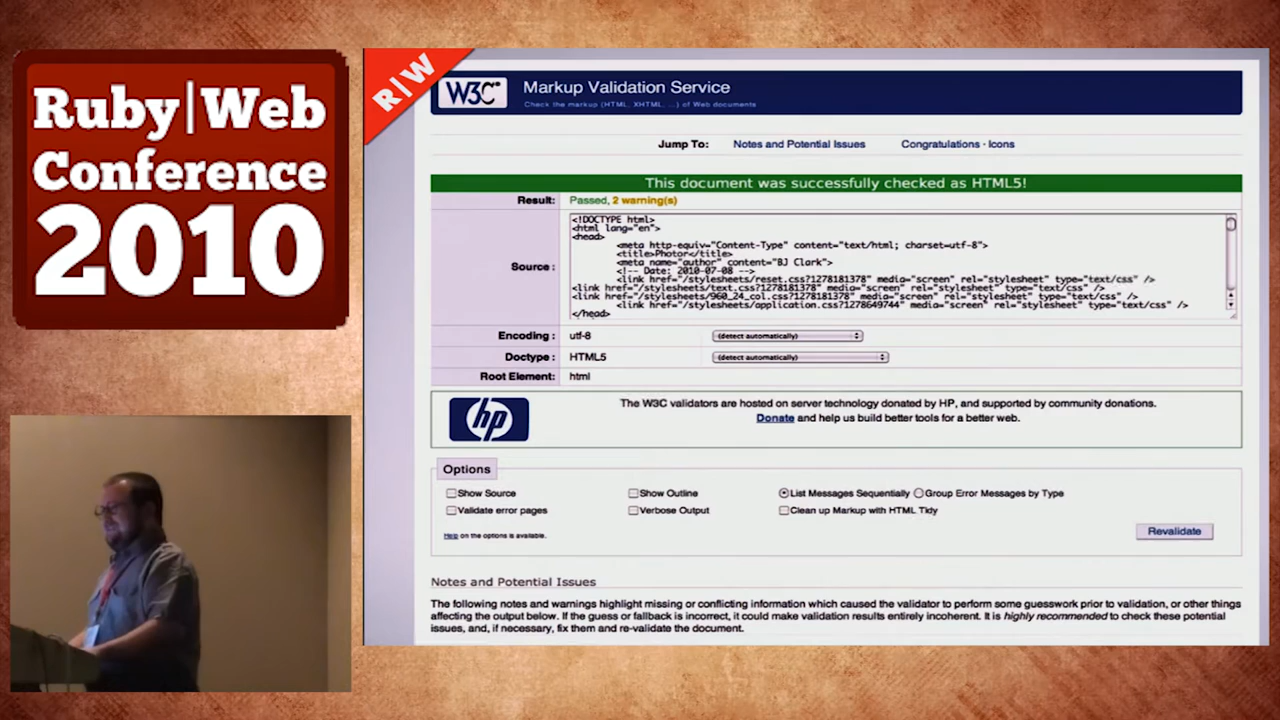 Ruby|Web
Conference
2010
R|W
W3C
Markup Validation Service
Check the markup (HTML, XHTML, …) of Web documents
Jump To: Notes and Potential Issues Congratulations · Icons
This document was successfully checked as HTML5!
Result: Passed, 2 warning(s)
Source :
<!DOCTYPE html>
<html lang="en">
<head>
<meta http-equiv="Content-Type" content="text/html; charset=utf-8">
<title>Photor</title>
<meta name="author" content="BJ Clark">
<!-- Date: 2010-07-08 -->
<link href="/stylesheets/reset.css?1278181378" media="screen" rel="stylesheet" type="text/css" />
<link href="/stylesheets/text.css?1278181378" media="screen" rel="stylesheet" type="text/css" />
<link href="/stylesheets/960_24_col.css?1278181378" media="screen" rel="stylesheet" type="text/css" />
<link href="/stylesheets/application.css?1278649744" media="screen" rel="stylesheet" type="text/css" />
</head>
Encoding : utf-8 (detect automatically)
Doctype : HTML5 (detect automatically)
Root Element: html
hp
The W3C validators are hosted on server technology donated by HP, and supported by community donations.
Donate and help us build better tools for a better web.
Options
Show Source Show Outline List Messages Sequentially Group Error Messages by Type
Validate error pages Verbose Output Clean up Markup with HTML Tidy
Help on the options is available.
Revalidate
Notes and Potential Issues
The following notes and warnings highlight missing or conflicting information which caused the validator to perform some guesswork prior to validation, or other things
affecting the output below. If the guess or fallback is incorrect, it could make validation results entirely incoherent. It is highly recommended to check these potential
issues, and, if necessary, fix them and re-validate the document.